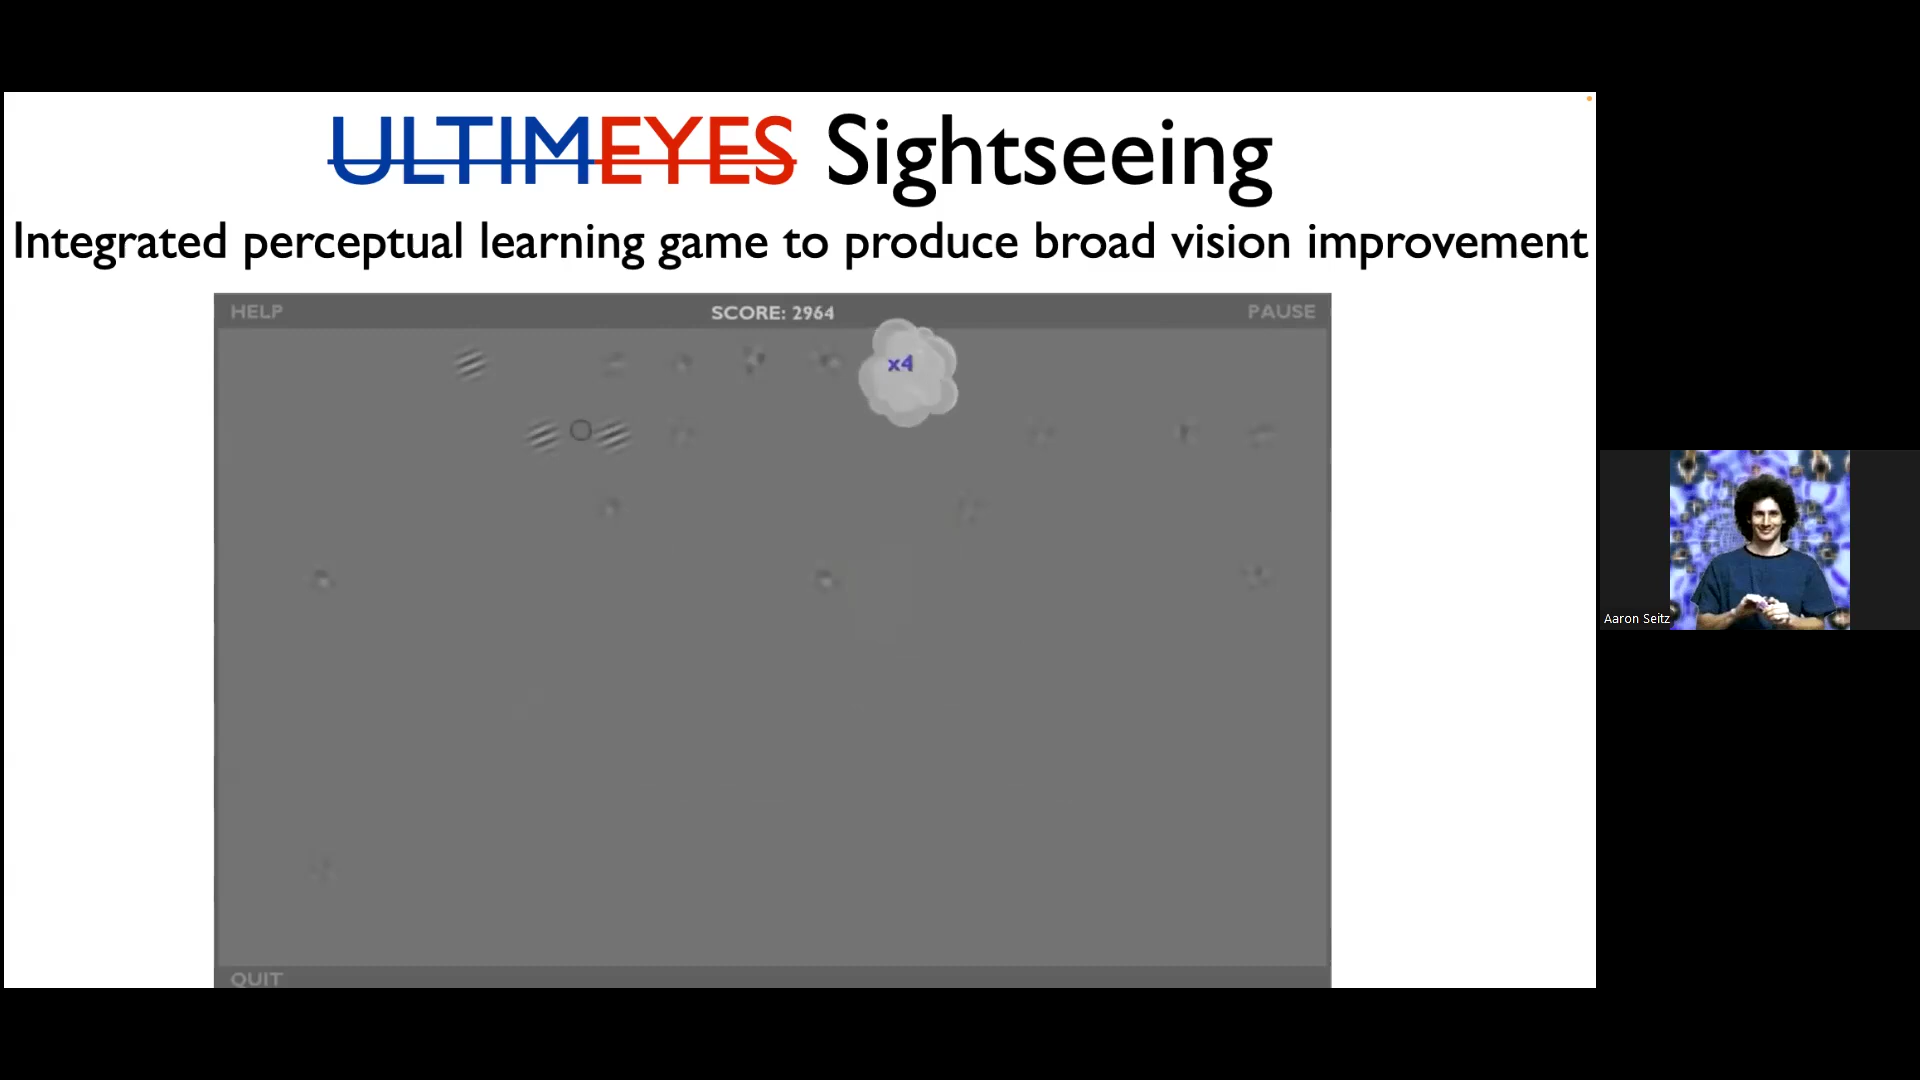 ULTIMEYES Sightseeing
Integrated perceptual learning game to produce broad vision improvement
HELP SCORE: 2964 PAUSE
x4
Aaron Seitz
QUIT